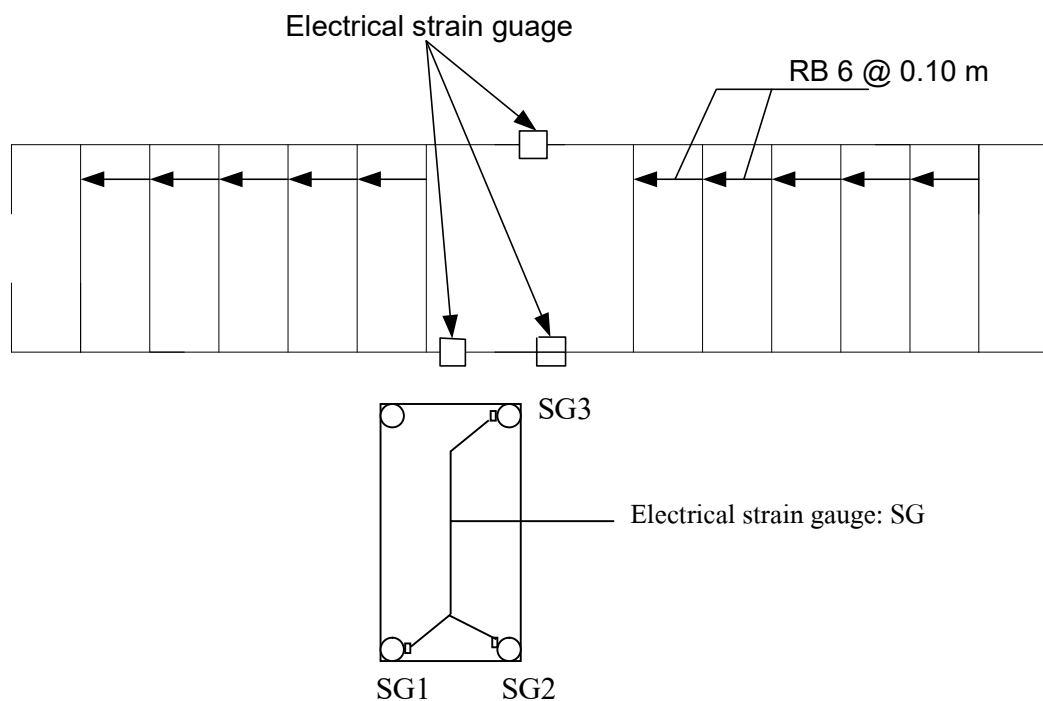 Electrical strain guage
RB 6 @ 0.10 m
SG3
Electrical strain gauge: SG
SG1
SG2